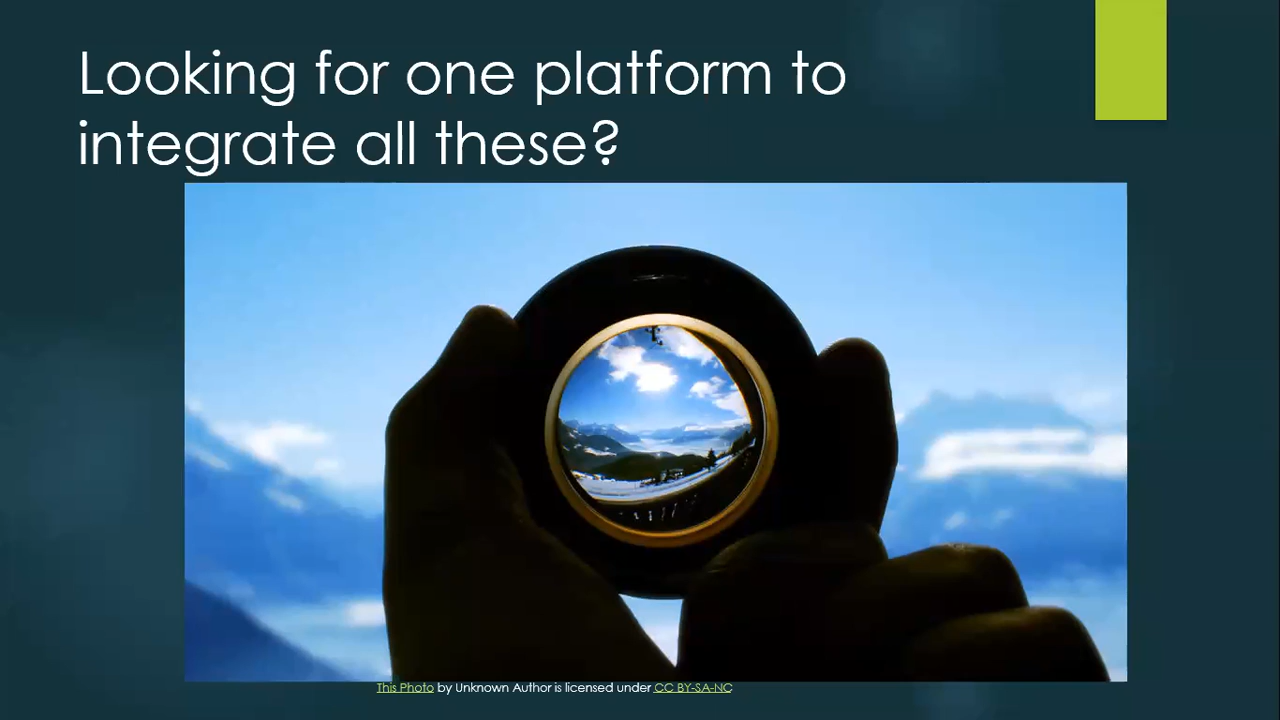 Looking for one platform to
integrate all these?
This Photo by Unknown Author is licensed under CC BY-SA-NC